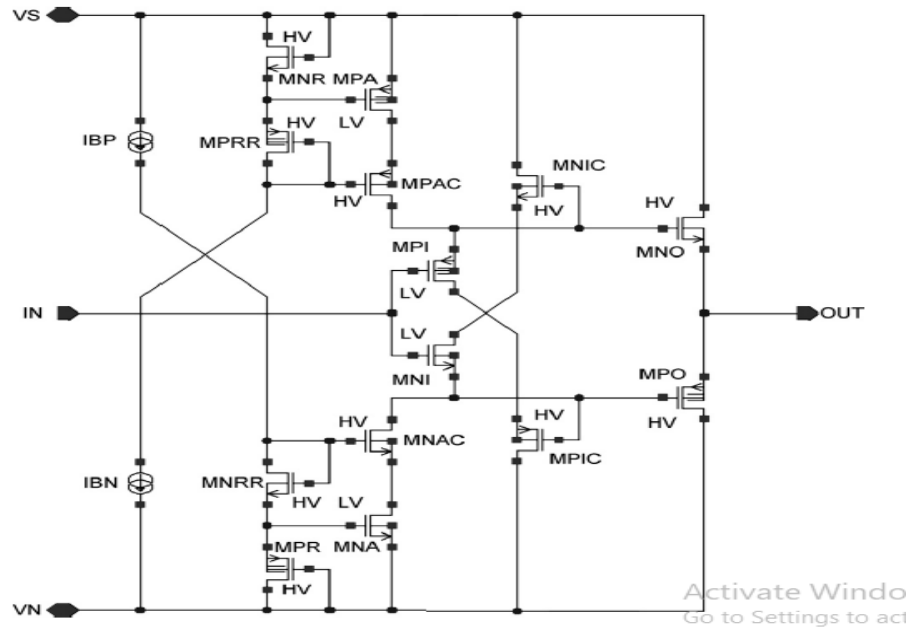 VS
HV
MNR
MPA
HV
LV
IBP
MPRR
MPAC
HV
MNIC
HV
HV
MNO
MPI
LV
IN
OUT
LV
MNI
MPO
HV
HV
MNAC
HV
MPIC
IBN
MNRR
HV
LV
MPR
MNA
HV
VN
Activate Windo
Go to Settings to act